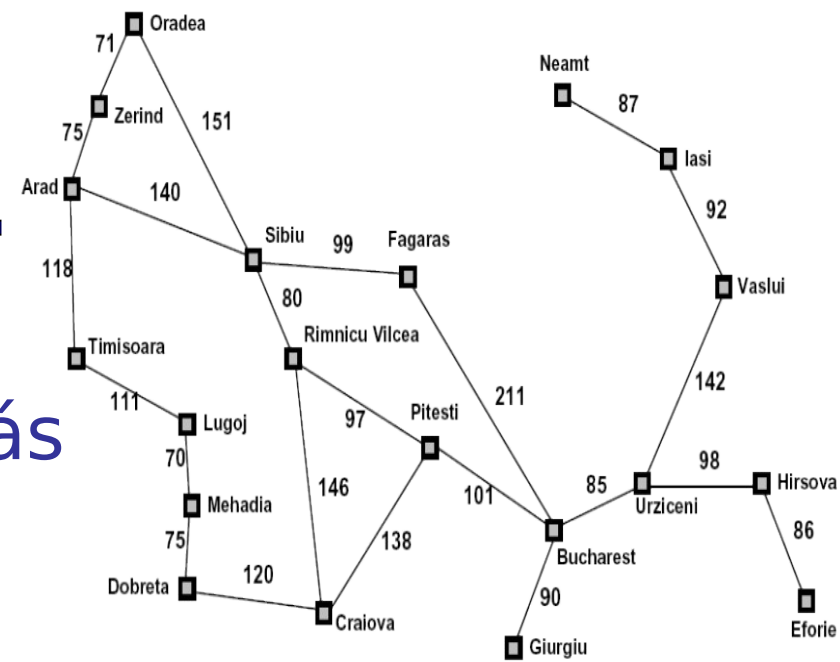 Oradea
71
Neamt
87
Zerind
151
75
Iasi
Arad
140
92
Sibiu
99
Fagaras
118
80
Vaslui
Rimnicu Vilcea
Timisoara
142
111
211
Pitesti
97
Lugoj
ás
70
98
146
85
Hirsova
101
Mehadia
Urziceni
86
75
138
Bucharest
120
Dobreta
90
Craiova
Eforie
Giurgiu